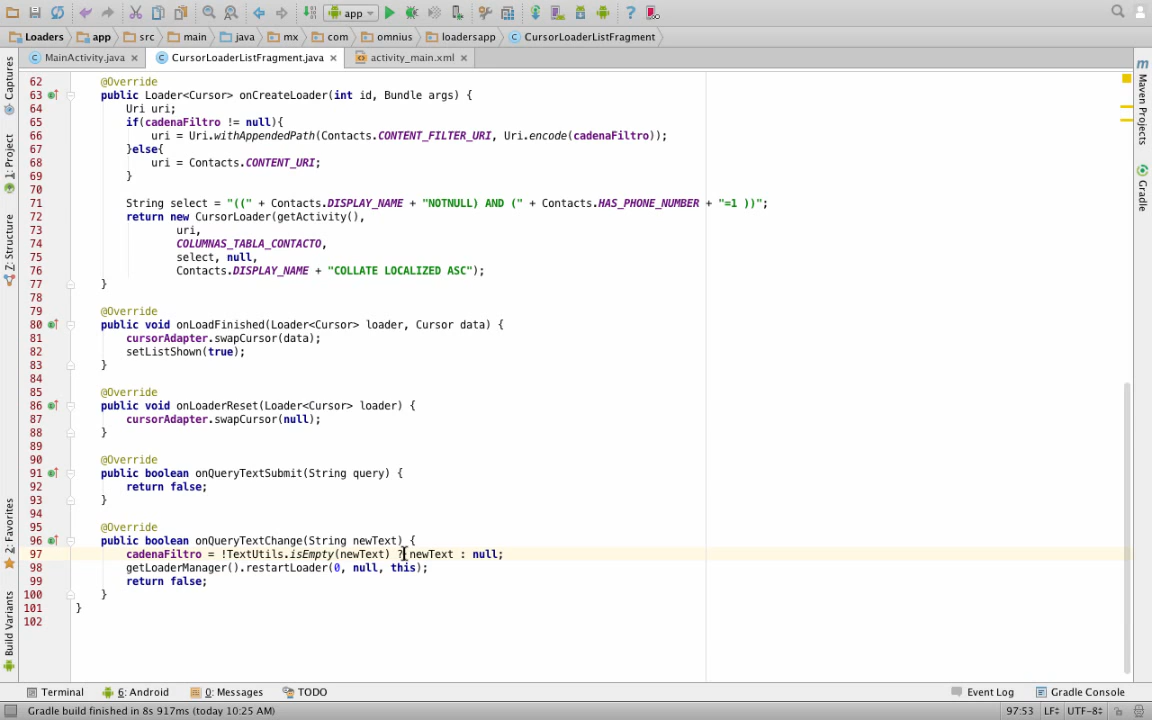 app
Loaders app src main java mx com omnius loadersapp CursorLoaderListFragment
MainActivity.java CursorLoaderListFragment.java activity_main.xml
62 @Override
63 public Loader<Cursor> onCreateLoader(int id, Bundle args) {
64 Uri uri;
65 if(cadenaFiltro != null){
66 uri = Uri.withAppendedPath(Contacts.CONTENT_FILTER_URI, Uri.encode(cadenaFiltro));
67 }else{
68 uri = Contacts.CONTENT_URI;
69 }
70
71 String select = "((" + Contacts.DISPLAY_NAME + "NOTNULL) AND (" + Contacts.HAS_PHONE_NUMBER + "=1 ))";
72 return new CursorLoader(getActivity(),
73 uri,
74 COLUMNAS_TABLA_CONTACTO,
75 select, null,
76 Contacts.DISPLAY_NAME + "COLLATE LOCALIZED ASC");
77 }
78
79 @Override
80 public void onLoadFinished(Loader<Cursor> loader, Cursor data) {
81 cursorAdapter.swapCursor(data);
82 setListShown(true);
83 }
84
85 @Override
86 public void onLoaderReset(Loader<Cursor> loader) {
87 cursorAdapter.swapCursor(null);
88 }
89
90 @Override
91 public boolean onQueryTextSubmit(String query) {
92 return false;
93 }
94
95 @Override
96 public boolean onQueryTextChange(String newText) {
97 cadenaFiltro = !TextUtils.isEmpty(newText) ? newText : null;
98 getLoaderManager().restartLoader(0, null, this);
99 return false;
100 }
101 }
102
Captures
1: Project
7: Structure
2: Favorites
Build Variants
Maven Projects
Gradle
Terminal 6: Android 0: Messages TODO Event Log Gradle Console
Gradle build finished in 8s 917ms (today 10:25 AM) 97:53 LF UTF-8